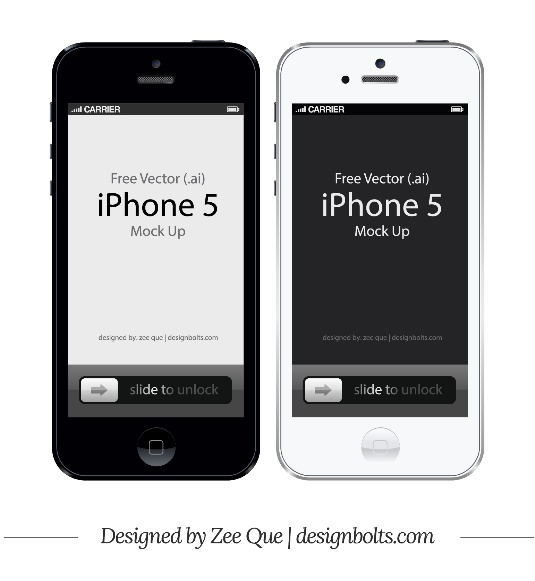 CARRIER
Free Vector (.ai)
iPhone 5
Mock Up
designed by. zee que | designbolts.com
slide to unlock
CARRIER
Free Vector (.ai)
iPhone 5
Mock Up
designed by. zee que | designbolts.com
slide to unlock
Designed by Zee Que | designbolts.com